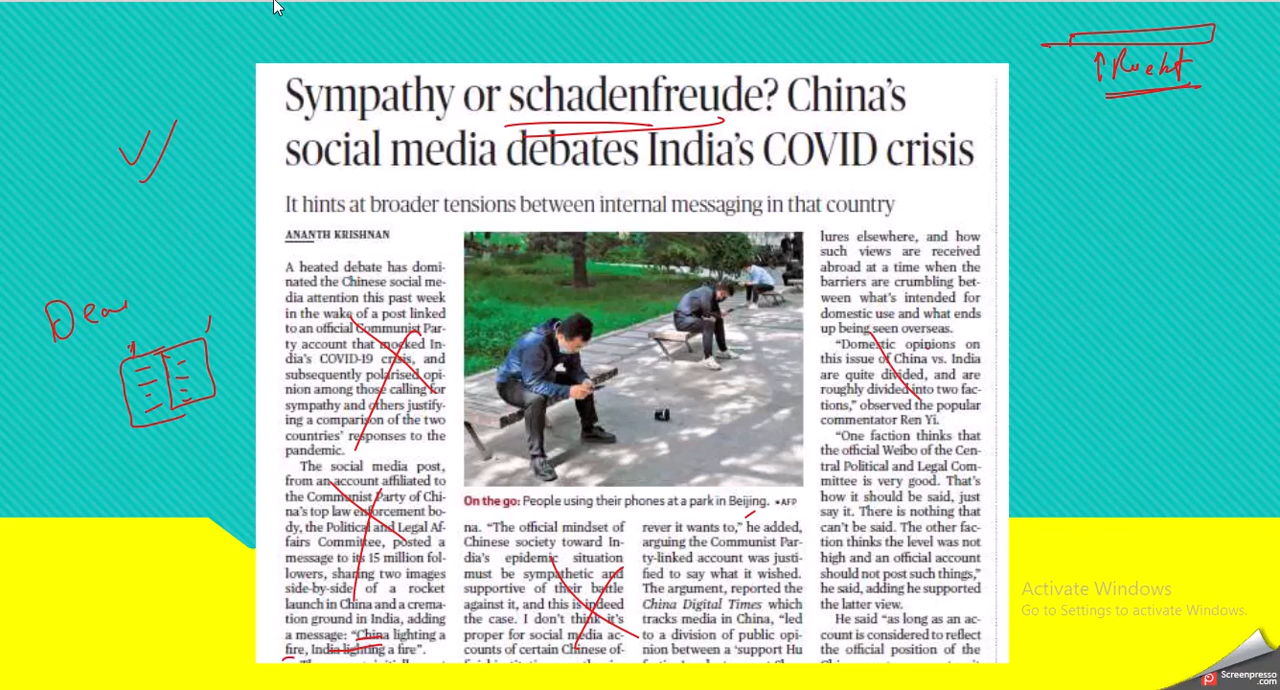 Rocket
Sympathy or schadenfreude? China's
social media debates India's COVID crisis
It hints at broader tensions between internal messaging in that country
ANANTH KRISHNAN
A heated debate has domi-
nated the Chinese social me-
dia attention this past week
in the wake of a post linked
to an official Communist Par-
ty account that mocked In-
dia's COVID-19 crisis, and
subsequently polarised opi-
nion among those calling for
sympathy and others justify-
ing a comparison of the two
countries' responses to the
pandemic.
The social media post,
from an account affiliated to
the Communist Party of Chi-
na's top law enforcement bo-
dy, the Political and Legal Af-
fairs Committee, posted a
message to its 15 million fol-
lowers, sharing two images
side-by-side of a rocket
launch in China and a crema-
tion ground in India, adding
a message: "China lighting a
fire, India lighting a fire".
On the go: People using their phones at a park in Beijing. •AFP
na. "The official mindset of
Chinese society toward In-
dia's epidemic situation
must be sympathetic and
supportive of their battle
against it, and this is indeed
the case. I don't think it's
proper for social media ac-
counts of certain Chinese of-
rever it wants to," he added,
arguing the Communist Par-
ty-linked account was justi-
fied to say what it wished.
The argument, reported the
China Digital Times which
tracks media in China, "led
to a division of public opi-
nion between a 'support Hu
lures elsewhere, and how
such views are received
abroad at a time when the
barriers are crumbling bet-
ween what's intended for
domestic use and what ends
up being seen overseas.
"Domestic opinions on
this issue of China vs. India
are quite divided, and are
roughly divided into two fac-
tions," observed the popular
commentator Ren Yi.
"One faction thinks that
the official Weibo of the Cen-
tral Political and Legal Com-
mittee is very good. That's
how it should be said, just
say it. There is nothing that
can't be said. The other fac-
tion thinks the level was not
high and an official account
should not post such things,"
he said, adding he supported
the latter view.
He said "as long as an ac-
count is considered to reflect
the official position of the
Activate Windows
Go to Settings to activate Windows.
Screenpresso
.com